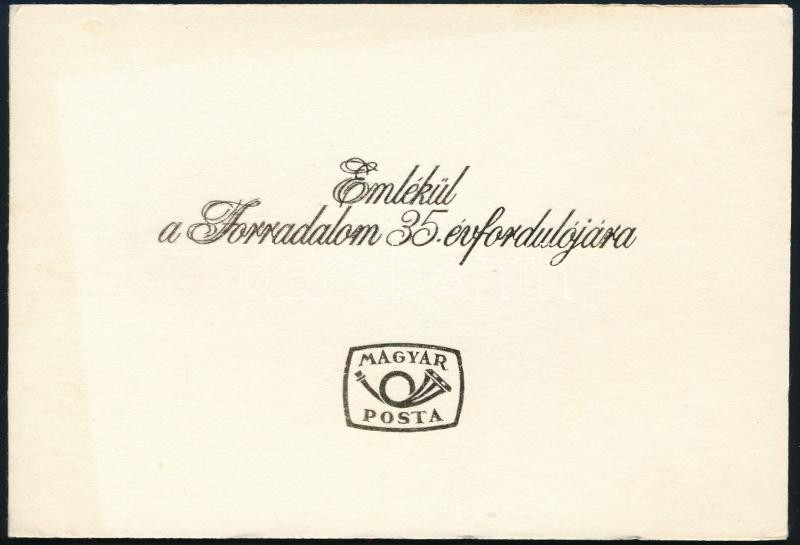 Emlékül
a Forradalom 35. évfordulójára
MAGYAR
POSTA